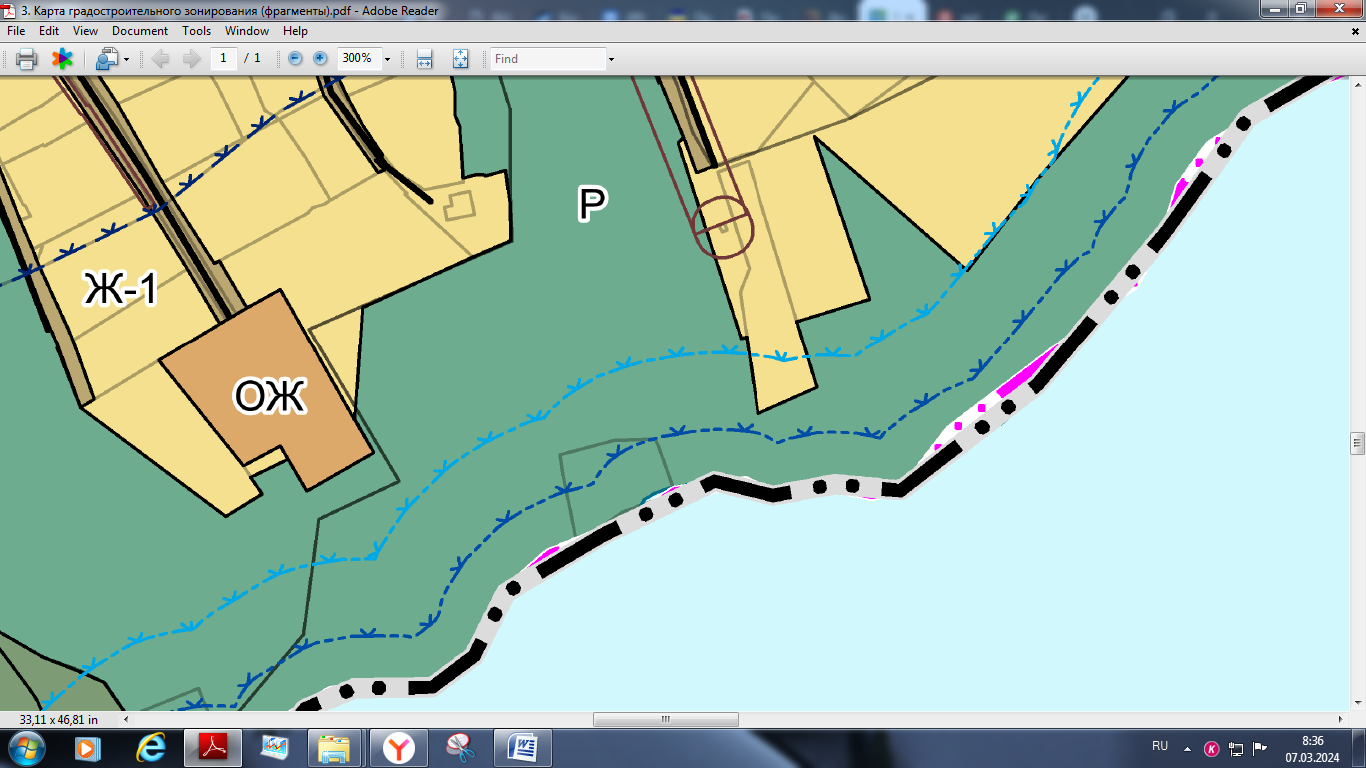 3. Карта градостроительного зонирования (фрагменты).pdf - Adobe Reader
File Edit View Document Tools Window Help
1 / 1 300% Find
Р
Ж-1
ОЖ
33,11 x 46,81 in
RU 8:36
07.03.2024